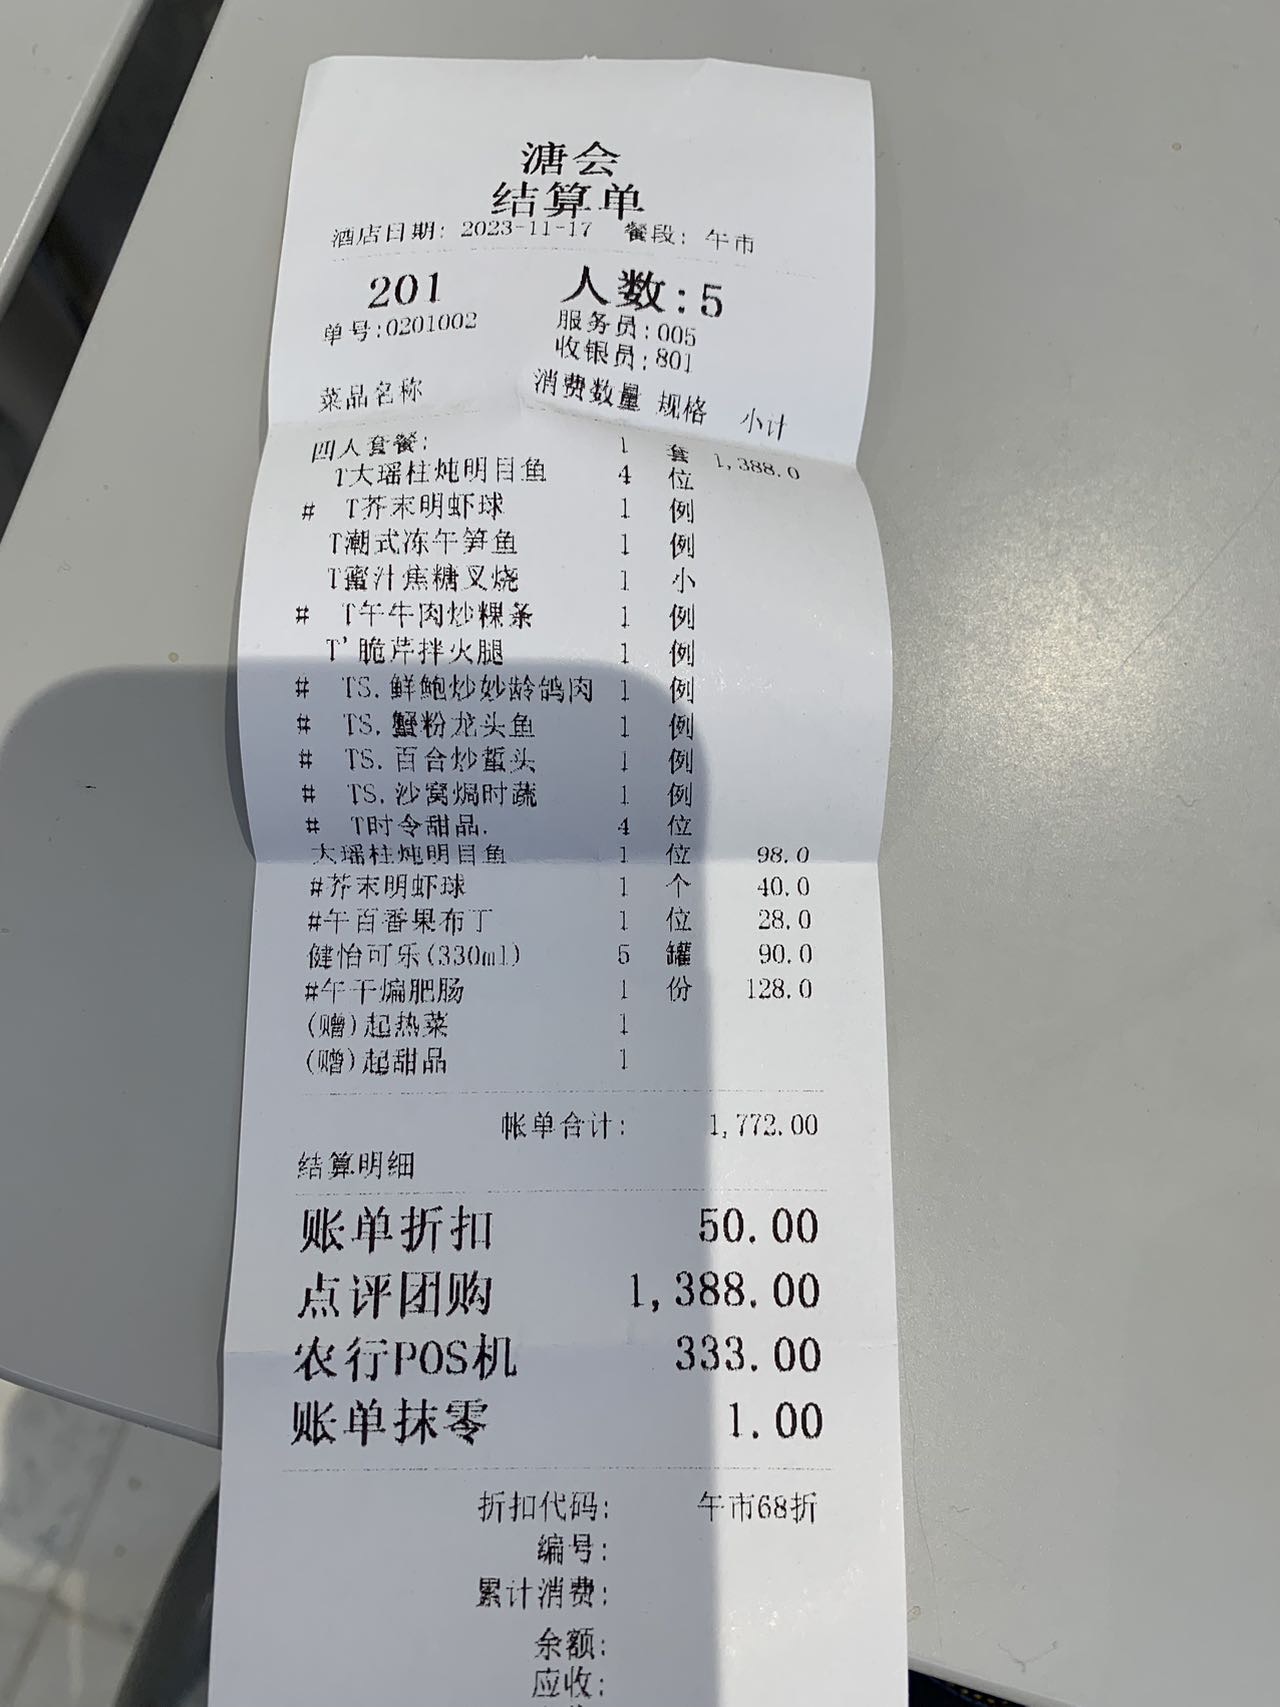 溏会
结算单
酒店日期: 2023-11-17 餐段: 午市
201 人数:5
单号:0201002 服务员:005
收银员:801
菜品名称 消费数量 规格 小计
四人套餐: 1 套 1,388.0
T大瑶柱炖明目鱼 4 位
# T芥末明虾球 1 例
T潮式冻午笋鱼 1 例
T蜜汁焦糖叉烧 1 小
# T午牛肉炒粿条 1 例
T'脆芹拌火腿 1 例
# TS.鲜鲍炒妙龄鸽肉 1 例
# TS.蟹粉龙头鱼 1 例
# TS.百合炒蜇头 1 例
# TS.沙窝焗时蔬 1 例
# T时令甜品. 4 位
大瑶柱炖明目鱼 1 位 98.0
#芥末明虾球 1 个 40.0
#午百香果布丁 1 位 28.0
健怡可乐(330ml) 5 罐 90.0
#午干煸肥肠 1 份 128.0
(赠)起热菜 1
(赠)起甜品 1
帐单合计: 1,772.00
结算明细
账单折扣 50.00
点评团购 1,388.00
农行POS机 333.00
账单抹零 1.00
折扣代码: 午市68折
编号:
累计消费:
余额:
应收: